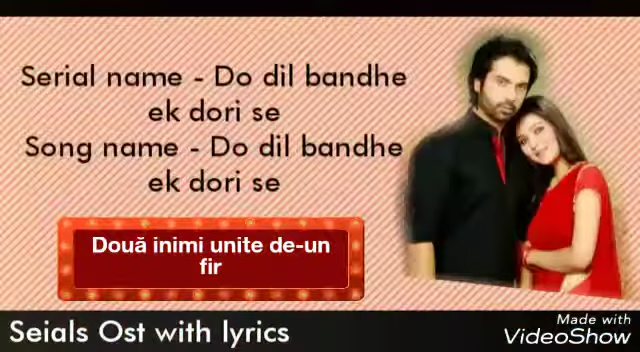 Serial name - Do dil bandhe
ek dori se
Song name - Do dil bandhe
ek dori se
Două inimi unite de-un
fir
Seials Ost with lyrics
Made with
VideoShow